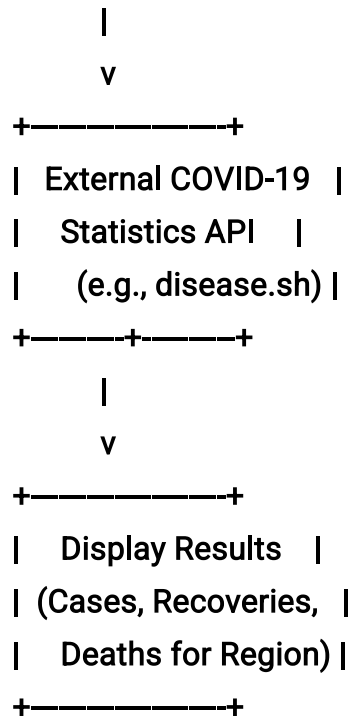 |
v
+———————–+
| External COVID-19 |
| Statistics API |
| (e.g., disease.sh) |
+———–+-———–+
|
v
+———————–+
| Display Results |
| (Cases, Recoveries, |
| Deaths for Region) |
+———————–+